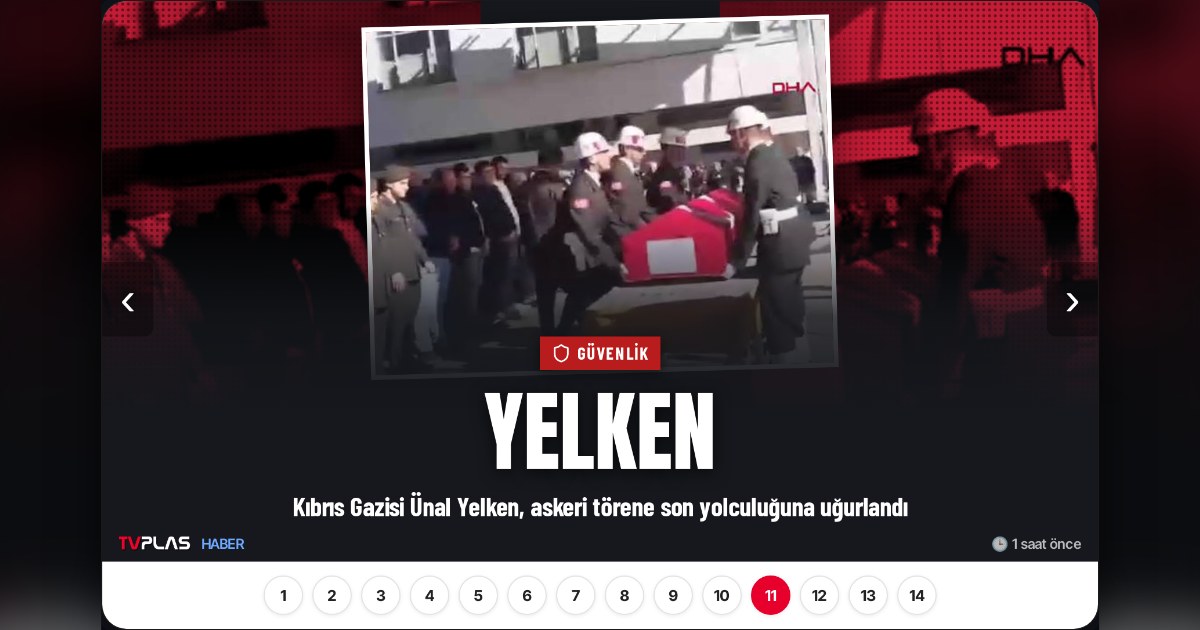 DHA
DHA
‹
›
GÜVENLİK
YELKEN
Kıbrıs Gazisi Ünal Yelken, askeri törene son yolculuğuna uğurlandı
TVPLAS HABER
1 saat önce
1 2 3 4 5 6 7 8 9 10 11 12 13 14